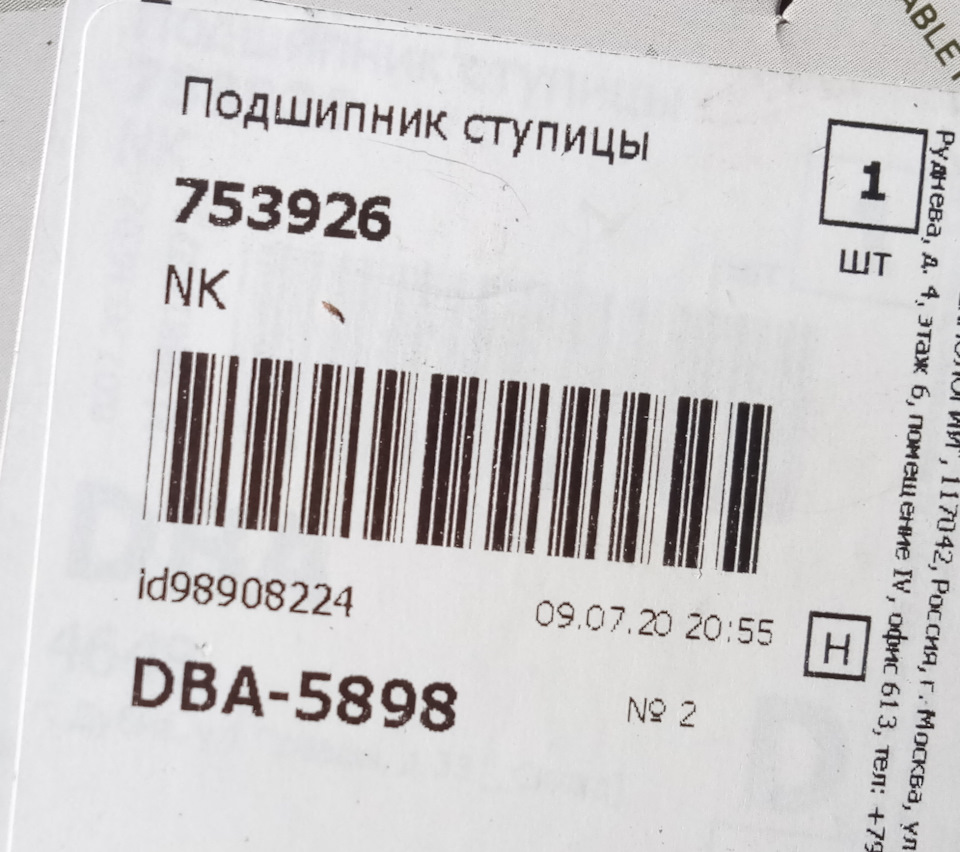 Подшипник ступицы
753926
NK
1
ШТ
id98908224
09.07.20 20:55
DBA-5898
№ 2
Н
ABLE
", 117042, Россия, г. Москва, ул
Руднева, д. 4, этаж 6, помещение IV, офис 613, тел: +79